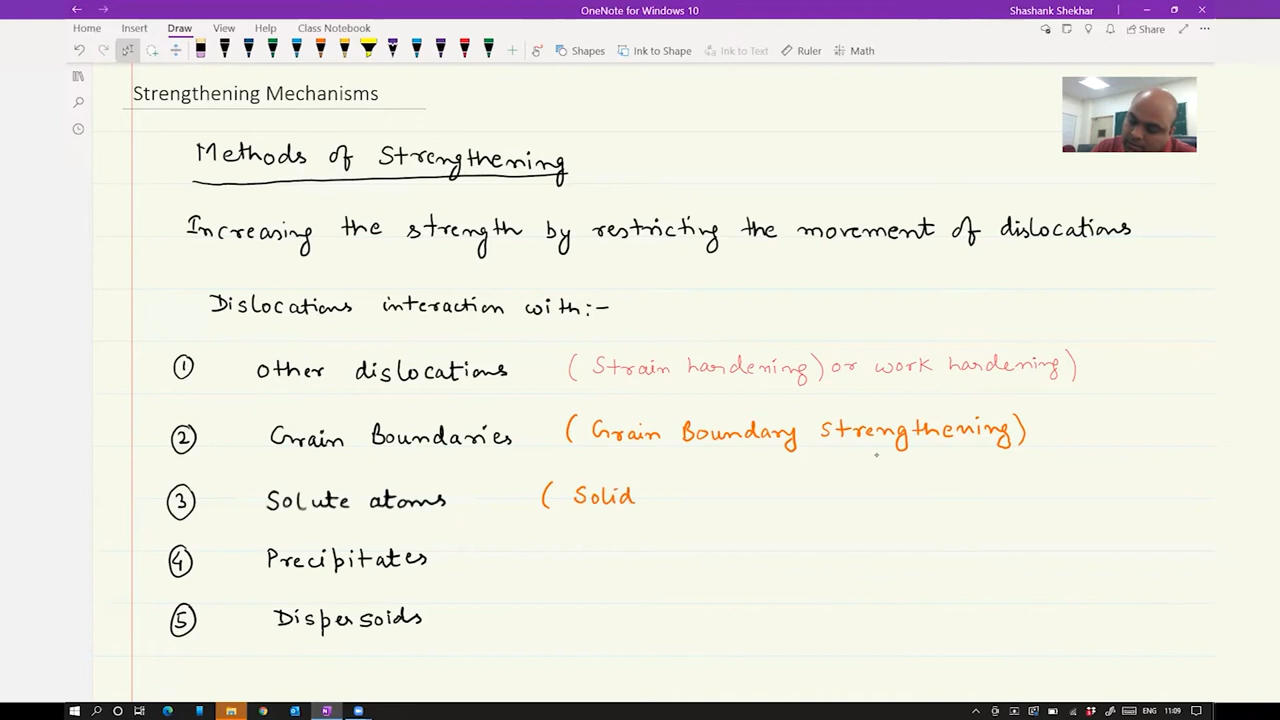 OneNote for Windows 10
Shashank Shekhar
Home Insert Draw View Help Class Notebook
Share
Shapes Ink to Shape Ink to Text Ruler Math
Strengthening Mechanisms
Methods of Strengthening
Increasing the strength by restricting the movement of dislocations
Dislocations interaction with:-
① Other dislocations (Strain hardening) or work hardening)
② Grain Boundaries (Grain Boundary Strengthening)
③ Solute atoms ( Solid
④ Precipitates
⑤ Dispersoids
ENG 11:09